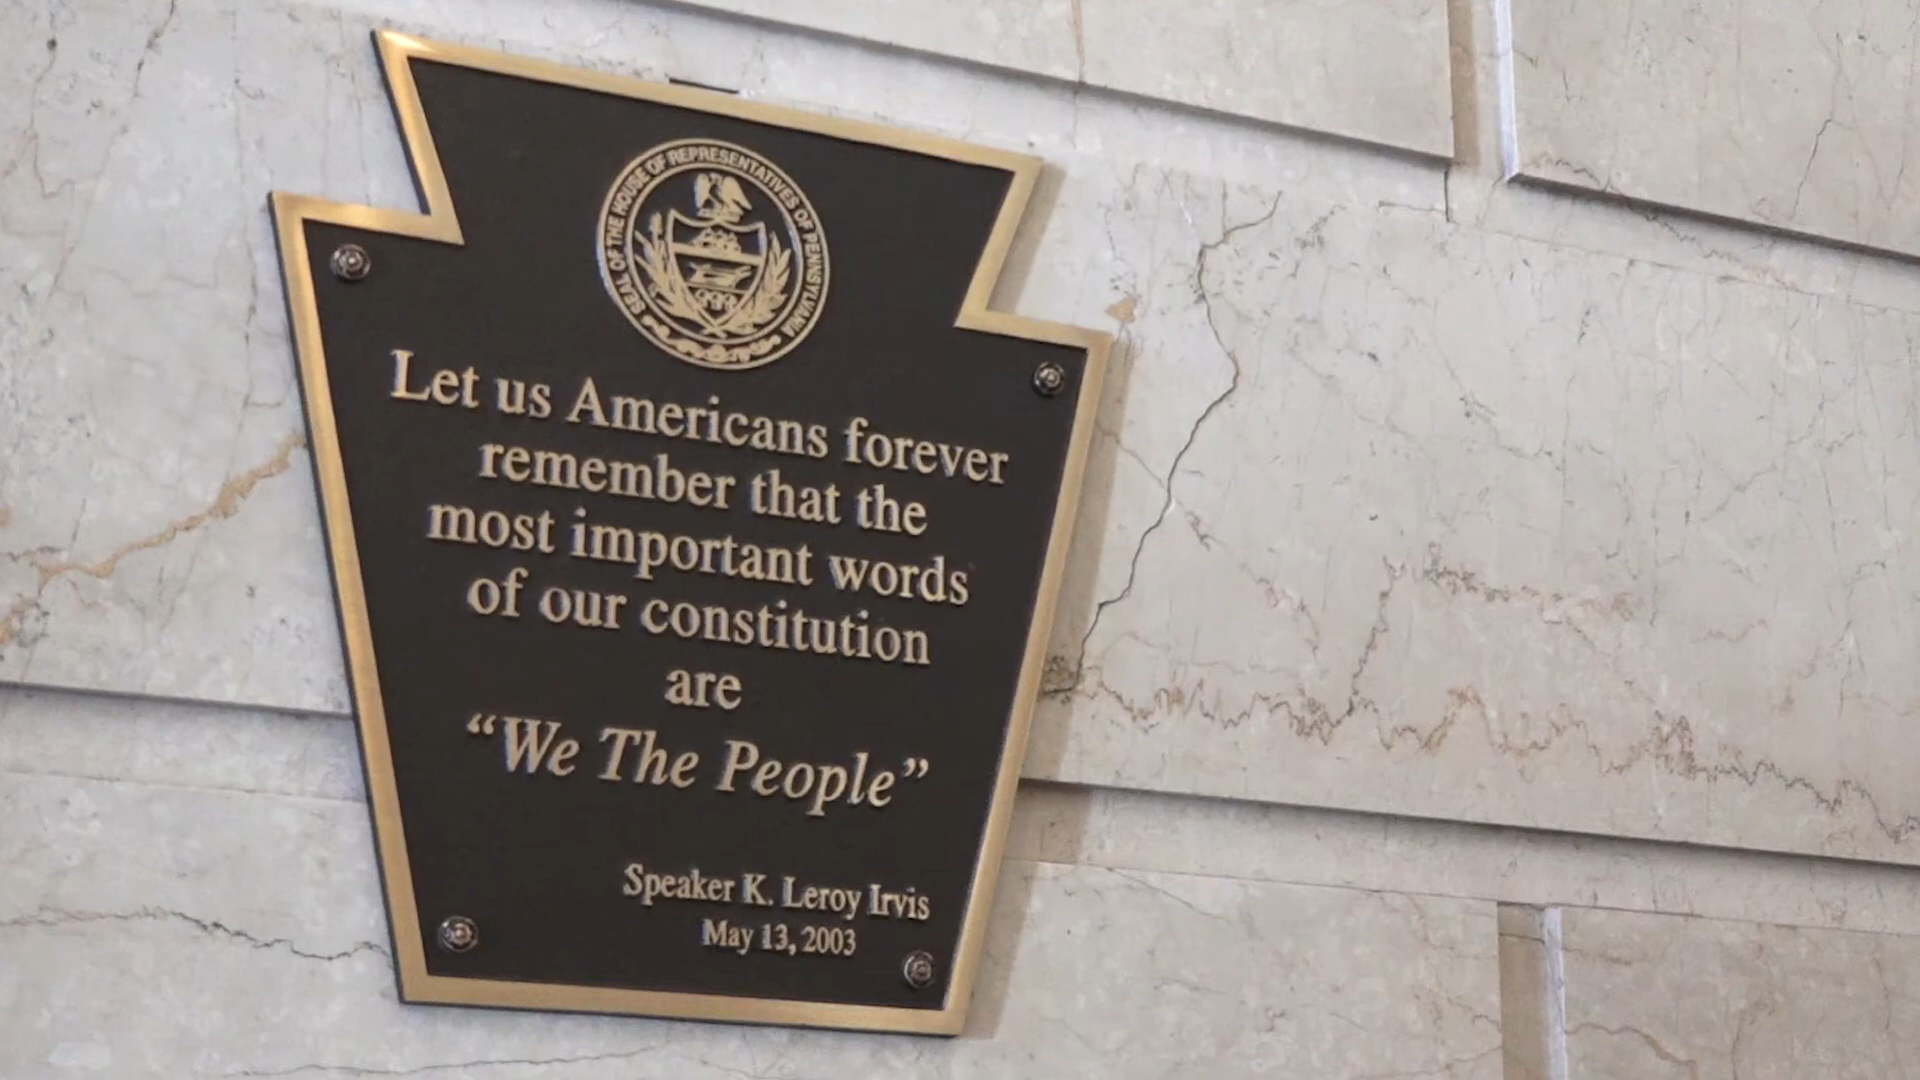 SEAL OF THE HOUSE OF REPRESENTATIVES OF PENNSYLVANIA
Let us Americans forever
remember that the
most important words
of our constitution
are
“We The People”
Speaker K. Leroy Irvis
May 13, 2003